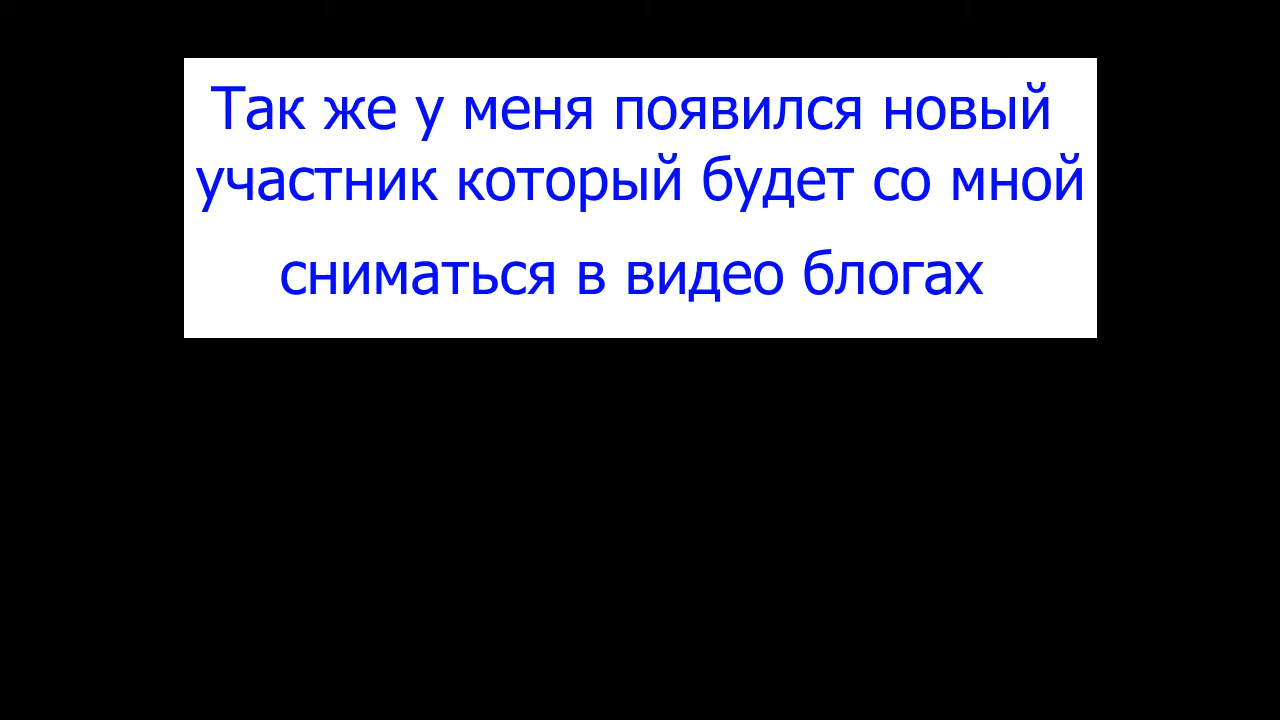 Так же у меня появился новый
участник который будет со мной
сниматься в видео блогах